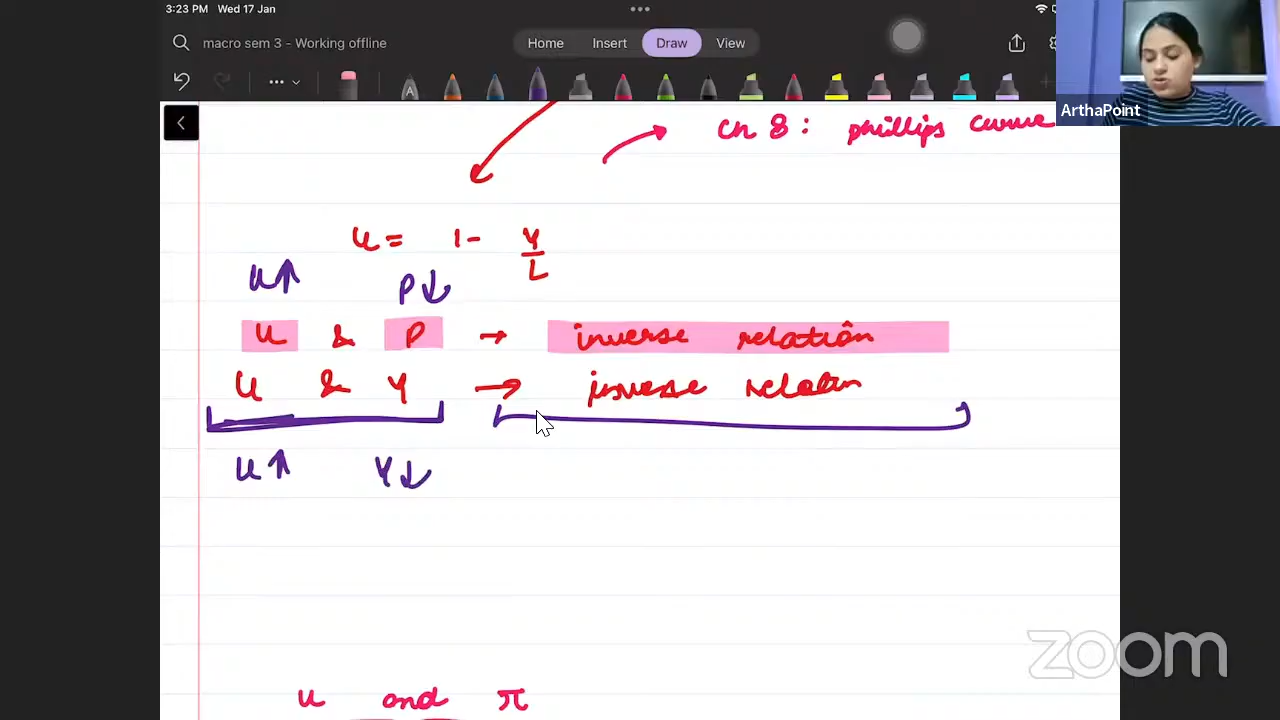 3:23 PM Wed 17 Jan
macro sem 3 - Working offline
Home Insert Draw View
ArthaPoint
A
Ch 8 : phillips curve
u = 1 - Y/L
u↑ P↓
u & P → inverse relation
u & Y → inverse relatn
u↑ Y↓
zoom
u and π